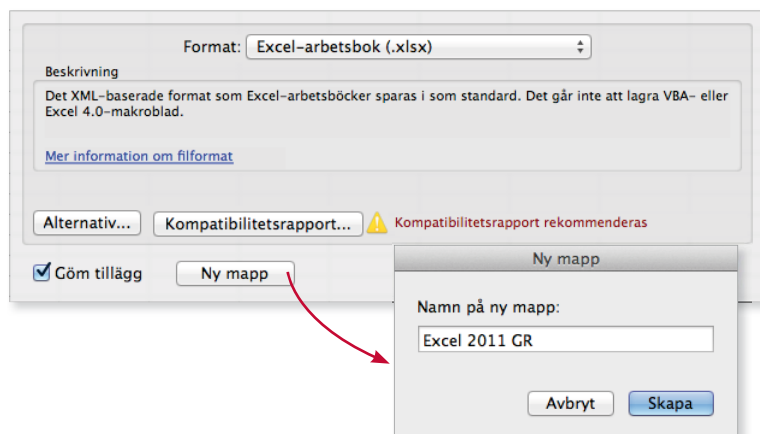 Format: Excel-arbetsbok (.xlsx)
Beskrivning
Det XML-baserade format som Excel-arbetsböcker sparas i som standard. Det går inte att lagra VBA- eller
Excel 4.0-makroblad.
Mer information om filformat
Alternativ... Kompatibilitetsrapport... Kompatibilitetsrapport rekommenderas
Göm tillägg Ny mapp
Ny mapp
Namn på ny mapp:
Excel 2011 GR
Avbryt Skapa